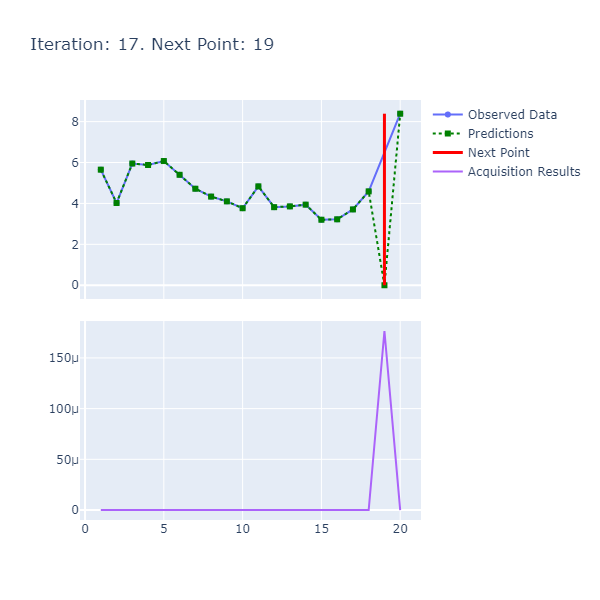 Iteration: 17. Next Point: 19
Observed Data
Predictions
Next Point
Acquisition Results
8
6
4
2
0
150μ
100μ
50μ
0
0 5 10 15 20